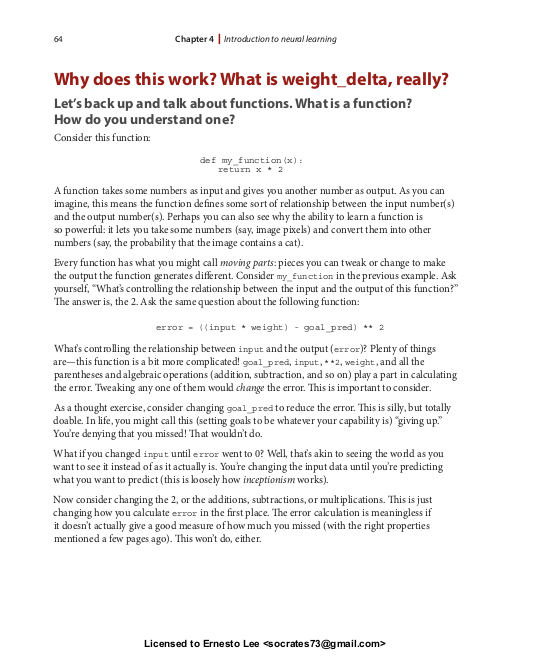 64
Chapter 4 | Introduction to neural learning
Why does this work? What is weight_delta, really?
Let's back up and talk about functions. What is a function?
How do you understand one?
Consider this function:
def my_function(x):
return x * 2
A function takes some numbers as input and gives you another number as output. As you can
imagine, this means the function defines some sort of relationship between the input number(s)
and the output number(s). Perhaps you can also see why the ability to learn a function is
so powerful: it lets you take some numbers (say, image pixels) and convert them into other
numbers (say, the probability that the image contains a cat).
Every function has what you might call moving parts: pieces you can tweak or change to make
the output the function generates different. Consider my_function in the previous example. Ask
yourself, “What's controlling the relationship between the input and the output of this function?”
The answer is, the 2. Ask the same question about the following function:
error = ((input * weight) - goal_pred) ** 2
What's controlling the relationship between input and the output (error)? Plenty of things
are—this function is a bit more complicated! goal_pred, input, **2, weight, and all the
parentheses and algebraic operations (addition, subtraction, and so on) play a part in calculating
the error. Tweaking any one of them would change the error. This is important to consider.
As a thought exercise, consider changing goal_pred to reduce the error. This is silly, but totally
doable. In life, you might call this (setting goals to be whatever your capability is) “giving up.”
You're denying that you missed! That wouldn't do.
What if you changed input until error went to 0? Well, that's akin to seeing the world as you
want to see it instead of as it actually is. You're changing the input data until you're predicting
what you want to predict (this is loosely how inceptionism works).
Now consider changing the 2, or the additions, subtractions, or multiplications. This is just
changing how you calculate error in the first place. The error calculation is meaningless if
it doesn't actually give a good measure of how much you missed (with the right properties
mentioned a few pages ago). This won't do, either.
Licensed to Ernesto Lee <socrates73@gmail.com>